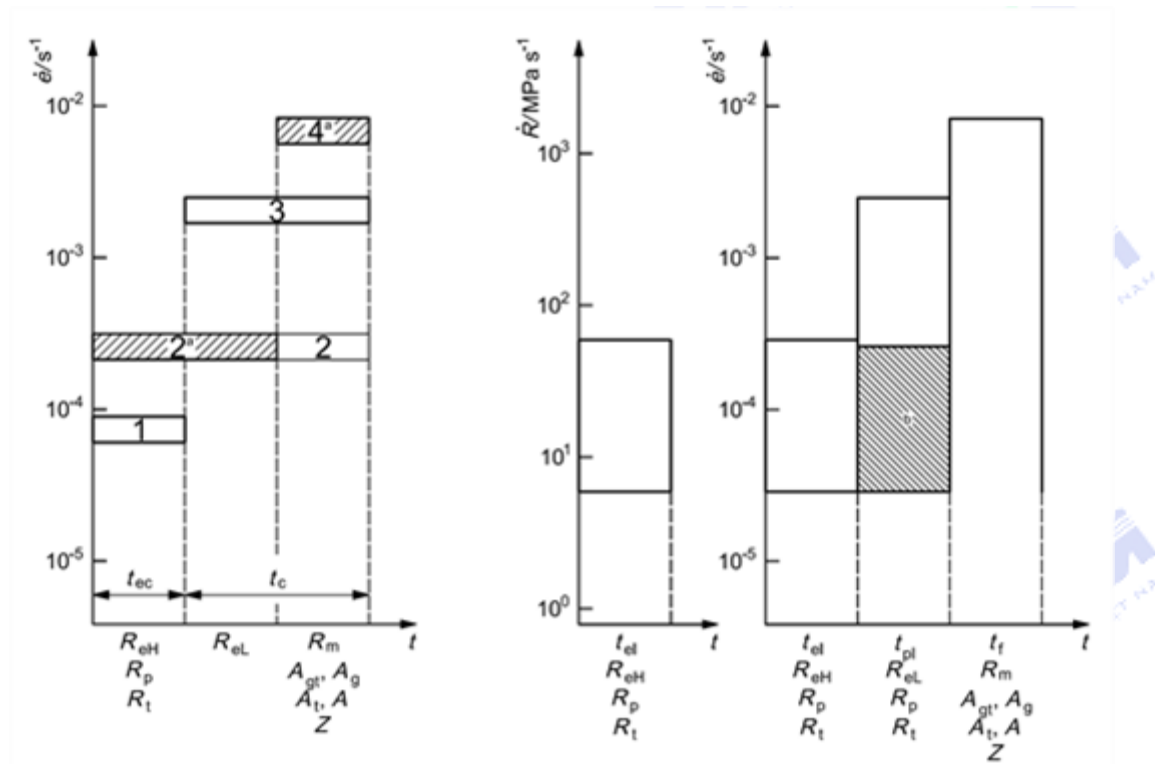 ė/s⁻¹
10⁻²
10⁻³
10⁻⁴
10⁻⁵
4ᵃ
3
2ᵃ 2
1
t_ec t_c
R_eH R_eL R_m t
R_p A_gt, A_g
R_t A_t, A
Z
Ṙ/MPa s⁻¹
10³
10²
10¹
10⁰
t_el t
R_eH
R_p
R_t
ė/s⁻¹
10⁻²
10⁻³
10⁻⁴
10⁻⁵
t_el t_pl t_f t
R_eH R_eL R_m
R_p R_p A_gt, A_g
R_t R_t A_t, A
Z